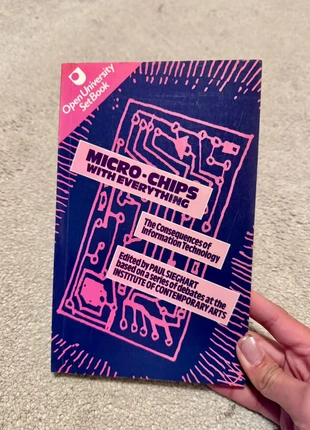 Open University
Set Book
MICRO-CHIPS
WITH EVERYTHING
The Consequences of
Information Technology
Edited by PAUL SIEGHART
based on a series of debates at the
INSTITUTE OF CONTEMPORARY ARTS